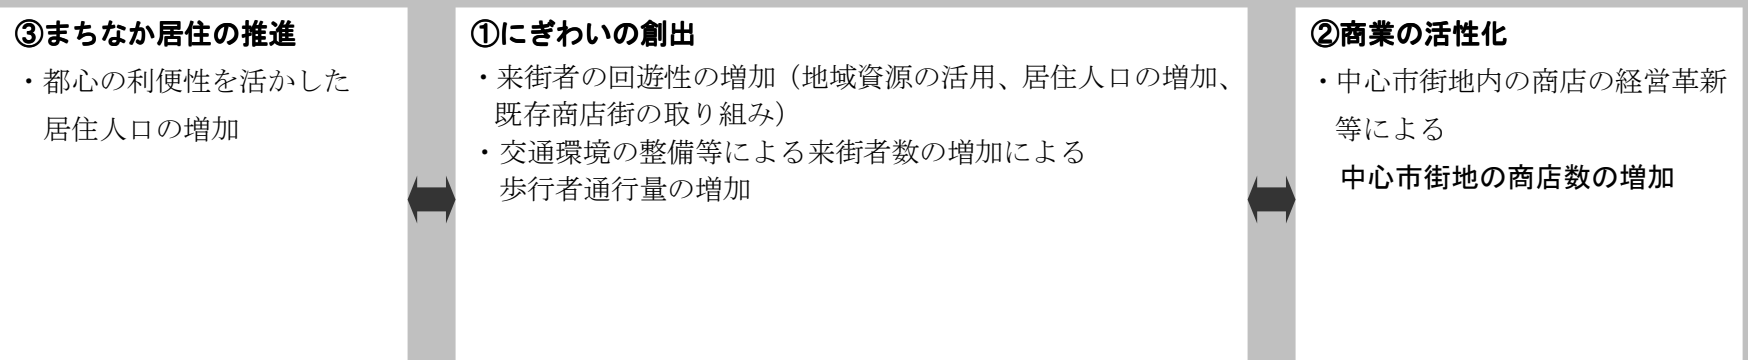 ③まちなか居住の推進
・都心の利便性を活かした
居住人口の増加
①にぎわいの創出
・来街者の回遊性の増加（地域資源の活用、居住人口の増加、
既存商店街の取り組み）
・交通環境の整備等による来街者数の増加による
歩行者通行量の増加
②商業の活性化
・中心市街地内の商店の経営革新
等による
中心市街地の商店数の増加